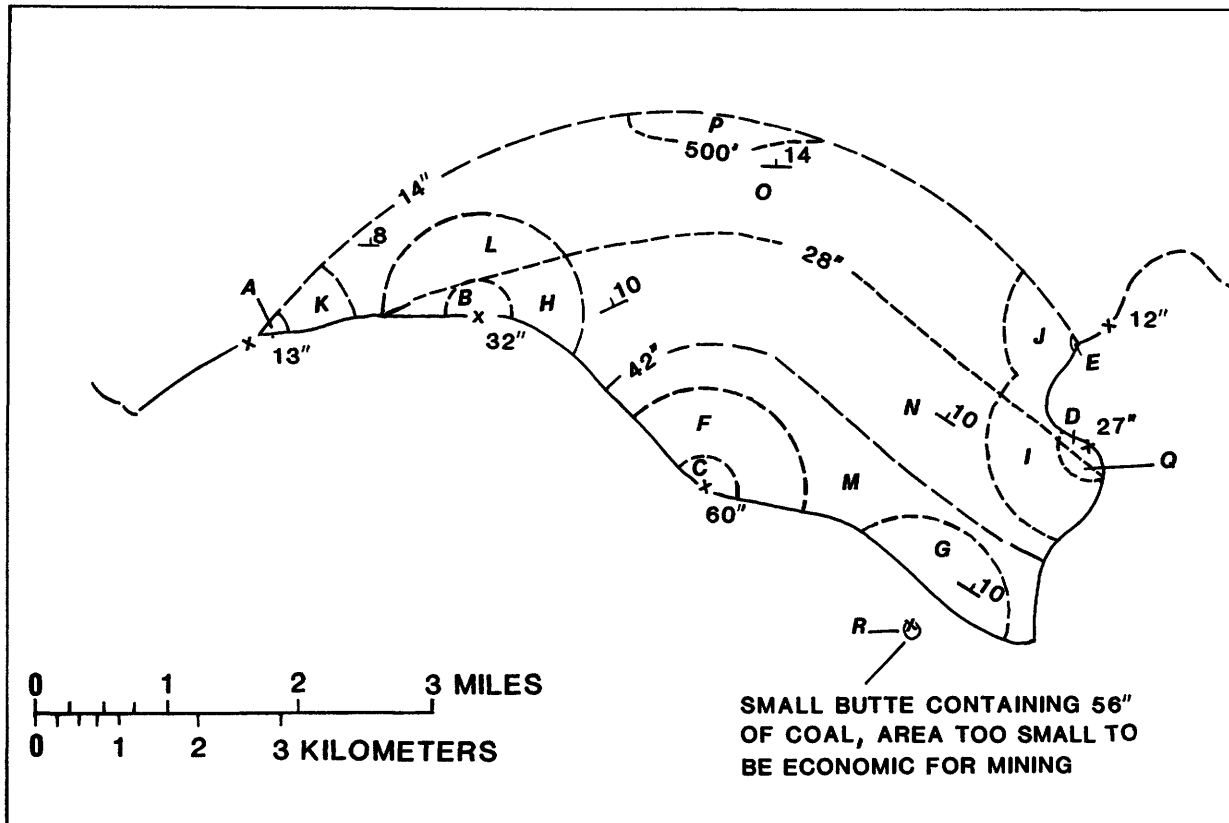 P
500'
14
O
14"
8
L
28"
A
K
B
H
10
12"
J
E
13"
32"
42"
N
10
D
27"
F
I
Q
C
M
60"
G
10
R
0 1 2 3 MILES
0 1 2 3 KILOMETERS
SMALL BUTTE CONTAINING 56"
OF COAL, AREA TOO SMALL TO
BE ECONOMIC FOR MINING